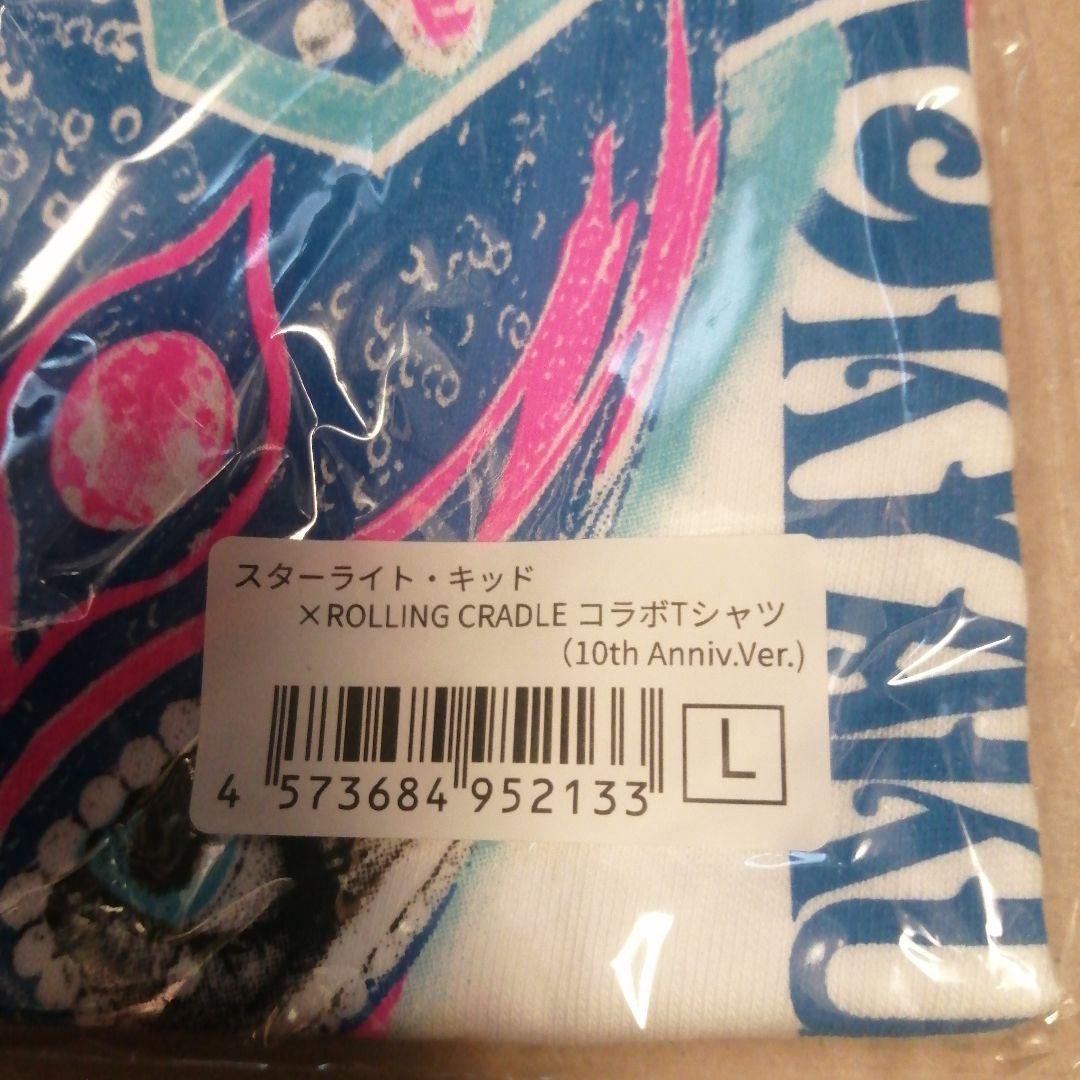 スターライト・キッド
×ROLLING CRADLE コラボTシャツ
(10th Anniv.Ver.)
4 573684 952133
L